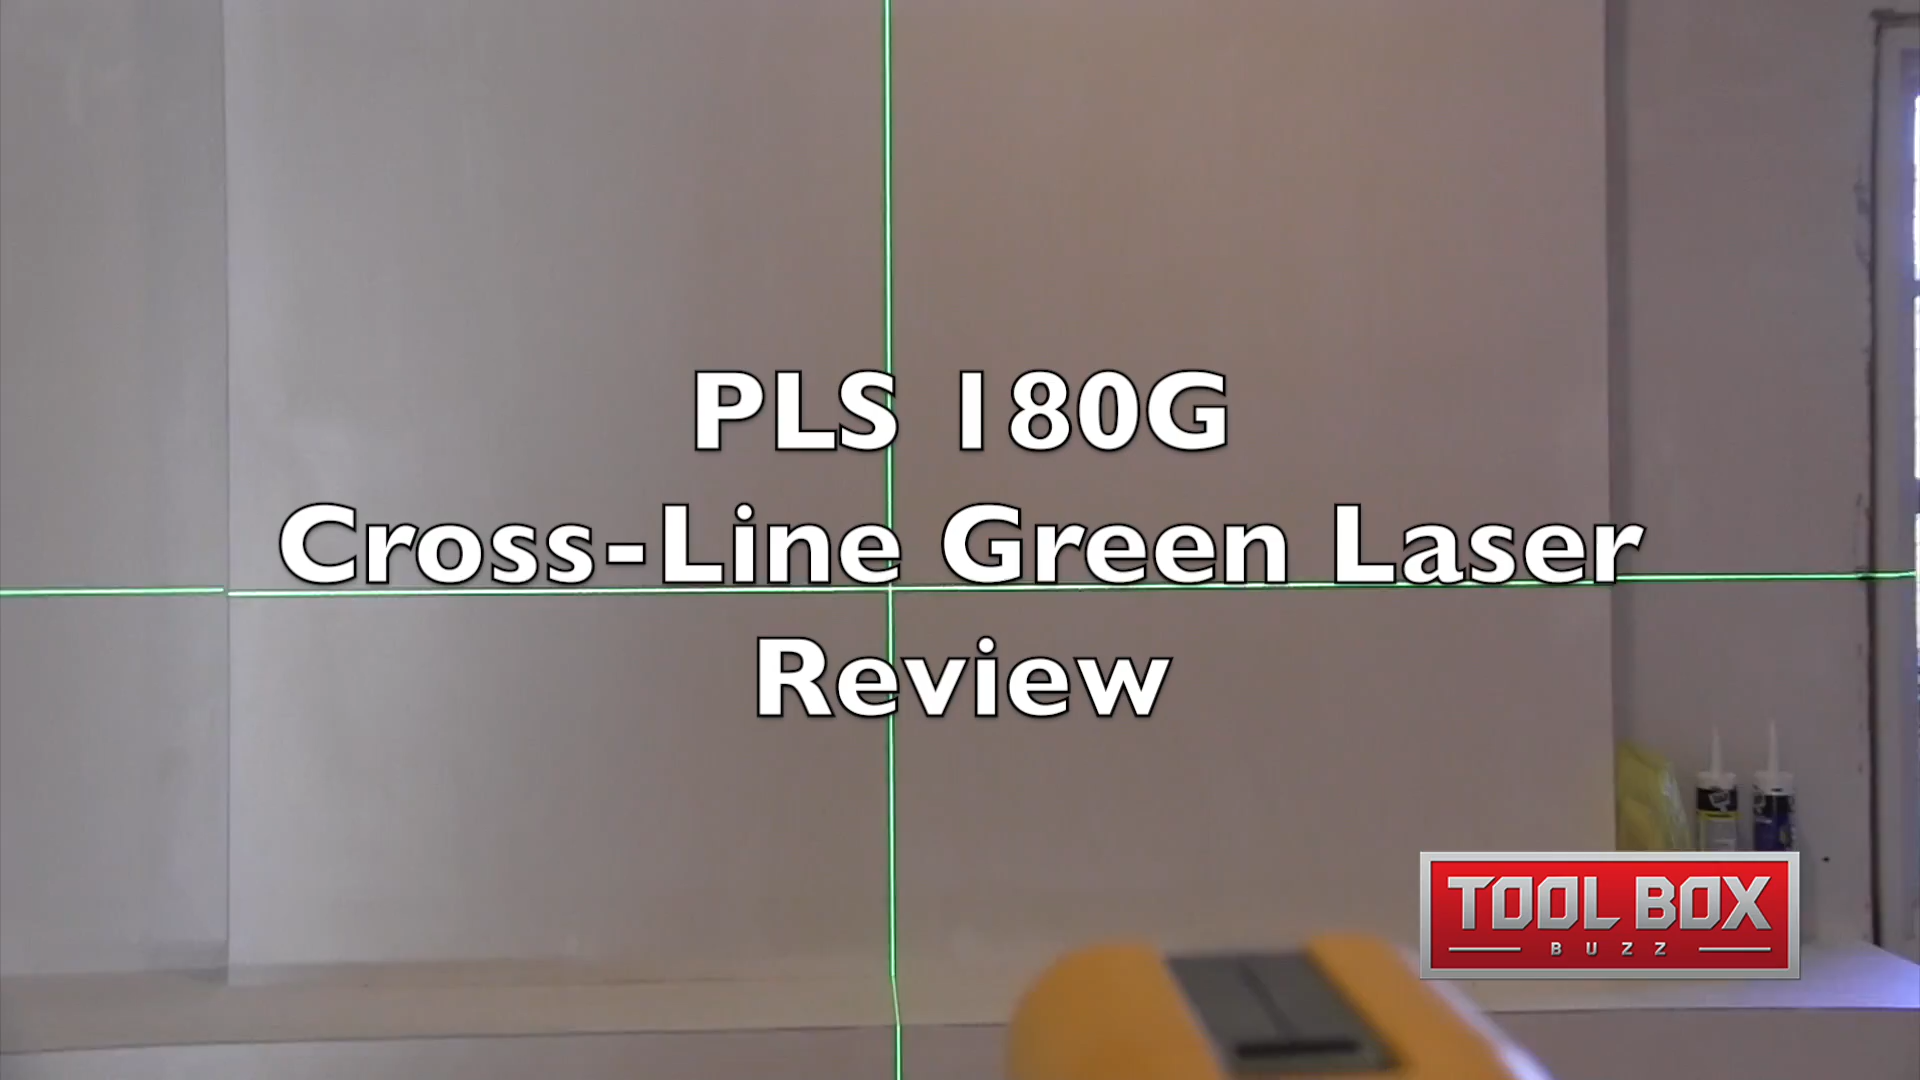 PLS 180G
Cross-Line Green Laser
Review
TOOL BOX
BUZZ